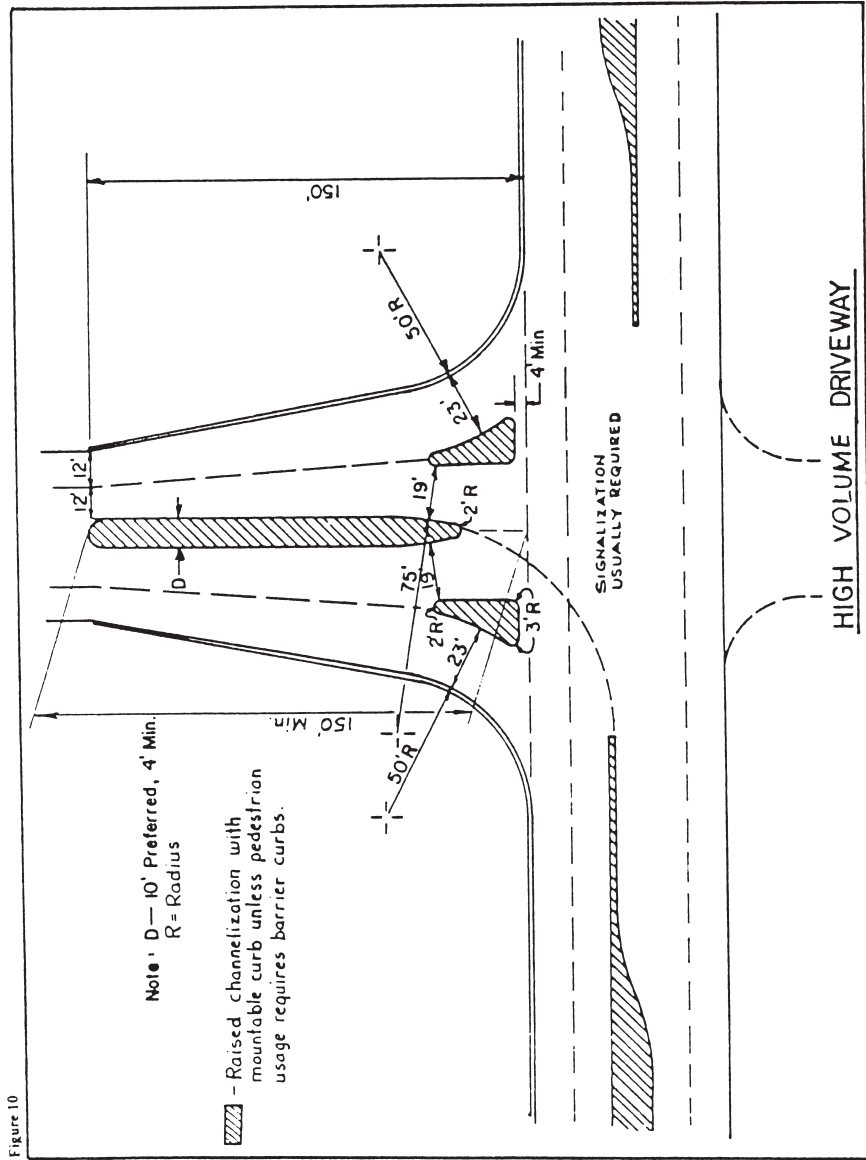 Figure 10
Note: D — 10' Preferred, 4' Min.
R = Radius
- Raised channelization with
mountable curb unless pedestrian
usage requires barrier curbs.
150' Min.
50'R
23'
2'R
3'R
75'
19'
D
12'
12'
19'
2'R
23'
50'R
150'
4' Min
SIGNALIZATION
USUALLY REQUIRED
HIGH VOLUME DRIVEWAY